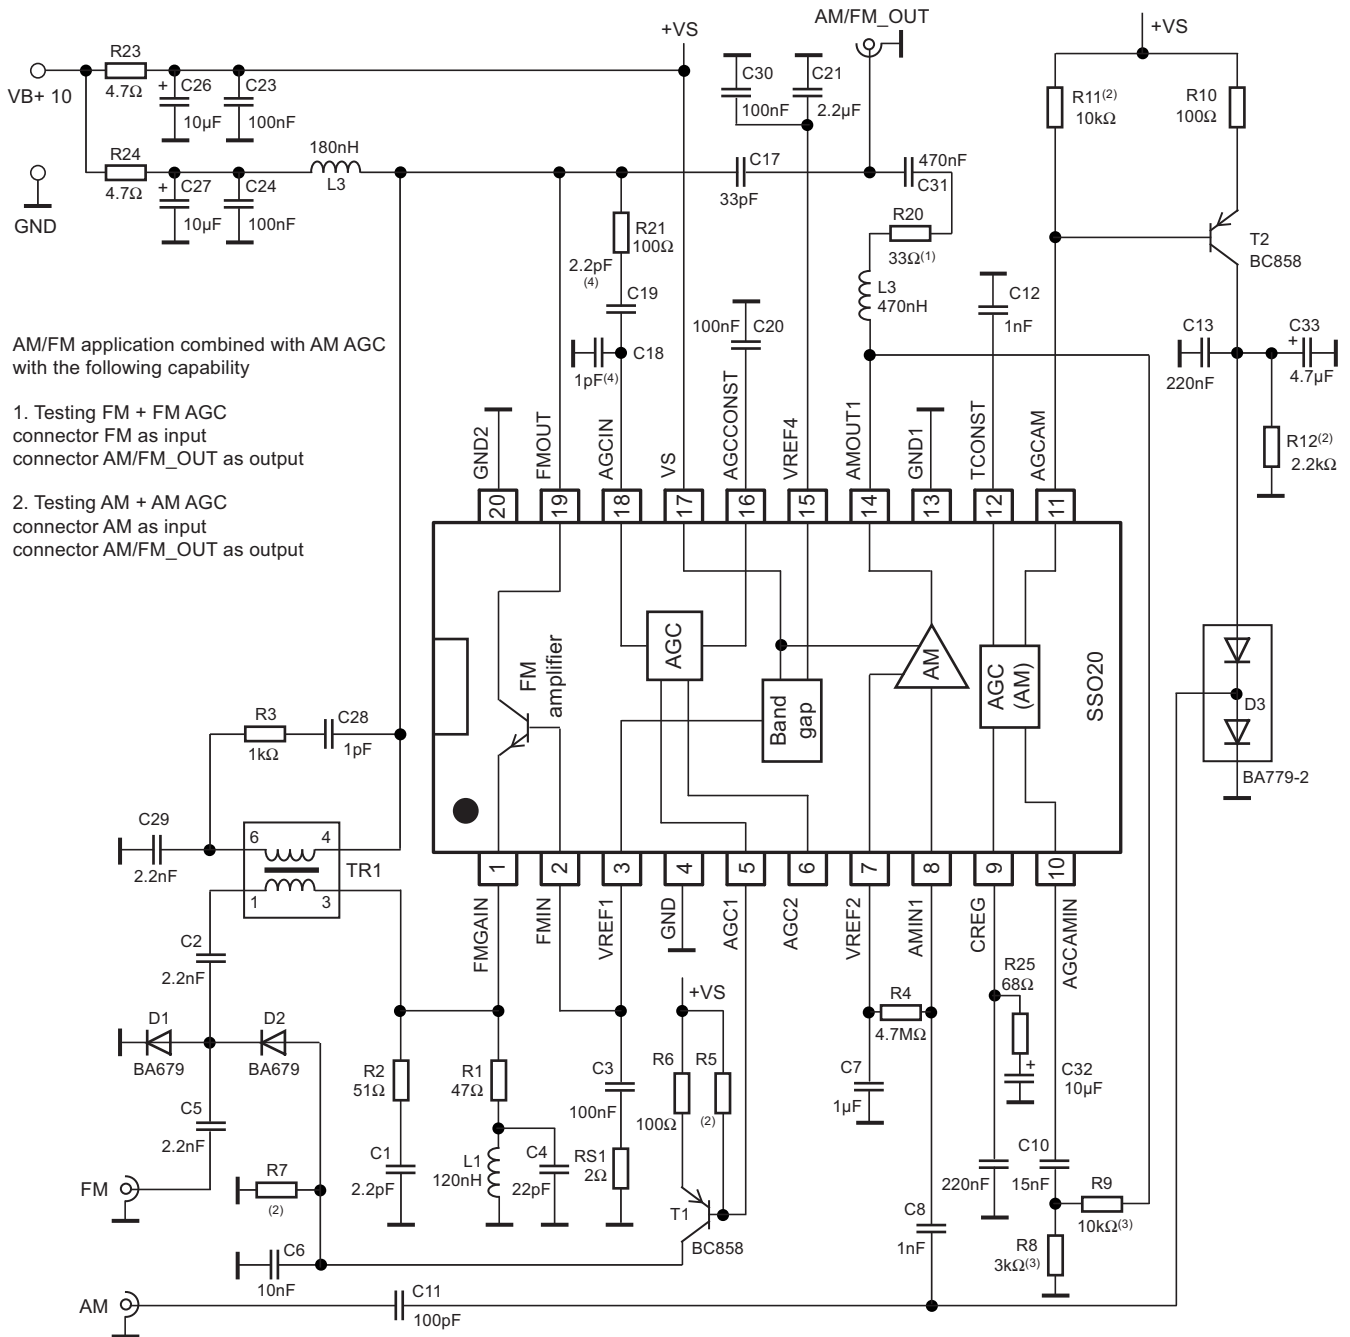 AM/FM_OUT
+VS
+VS
R23
4.7Ω
VB+ 10
+
C26
10µF
C23
100nF
C30
100nF
C21
2.2µF
R11(2)
10kΩ
R10
100Ω
R24
4.7Ω
+
C27
10µF
C24
100nF
180nH
L3
GND
C17
33pF
470nF
C31
R20
33Ω(1)
R21
100Ω
2.2pF
(4)
C19
C18
1pF(4)
L3
470nH
C12
1nF
T2
BC858
100nF
C20
C13
220nF
C33
+
4.7µF
R12(2)
2.2kΩ
AM/FM application combined with AM AGC
with the following capability
1. Testing FM + FM AGC
connector FM as input
connector AM/FM_OUT as output
2. Testing AM + AM AGC
connector AM as input
connector AM/FM_OUT as output
GND2
FMOUT
AGCIN
VS
AGCCONST
VREF4
AMOUT1
GND1
TCONST
AGCAM
20
19
18
17
16
15
14
13
12
11
FM
amplifier
AGC
Band
gap
AM
AGC
(AM)
SSO20
D3
BA779-2
R3
1kΩ
C28
1pF
C29
2.2nF
6
4
TR1
1
3
1
2
3
4
5
6
7
8
9
10
FMGAIN
FMIN
VREF1
GND
AGC1
AGC2
VREF2
AMIN1
CREG
AGCAMIN
C2
2.2nF
D1
BA679
D2
BA679
C5
2.2nF
R2
51Ω
R1
47Ω
C3
100nF
+VS
R6
100Ω
R5
(2)
R4
4.7MΩ
C7
1µF
R25
68Ω
+
C32
10µF
FM
R7
(2)
C1
2.2pF
L1
120nH
C4
22pF
RS1
2Ω
T1
BC858
C8
1nF
220nF
C10
15nF
R9
10kΩ(3)
R8
3kΩ(3)
C6
10nF
AM
C11
100pF